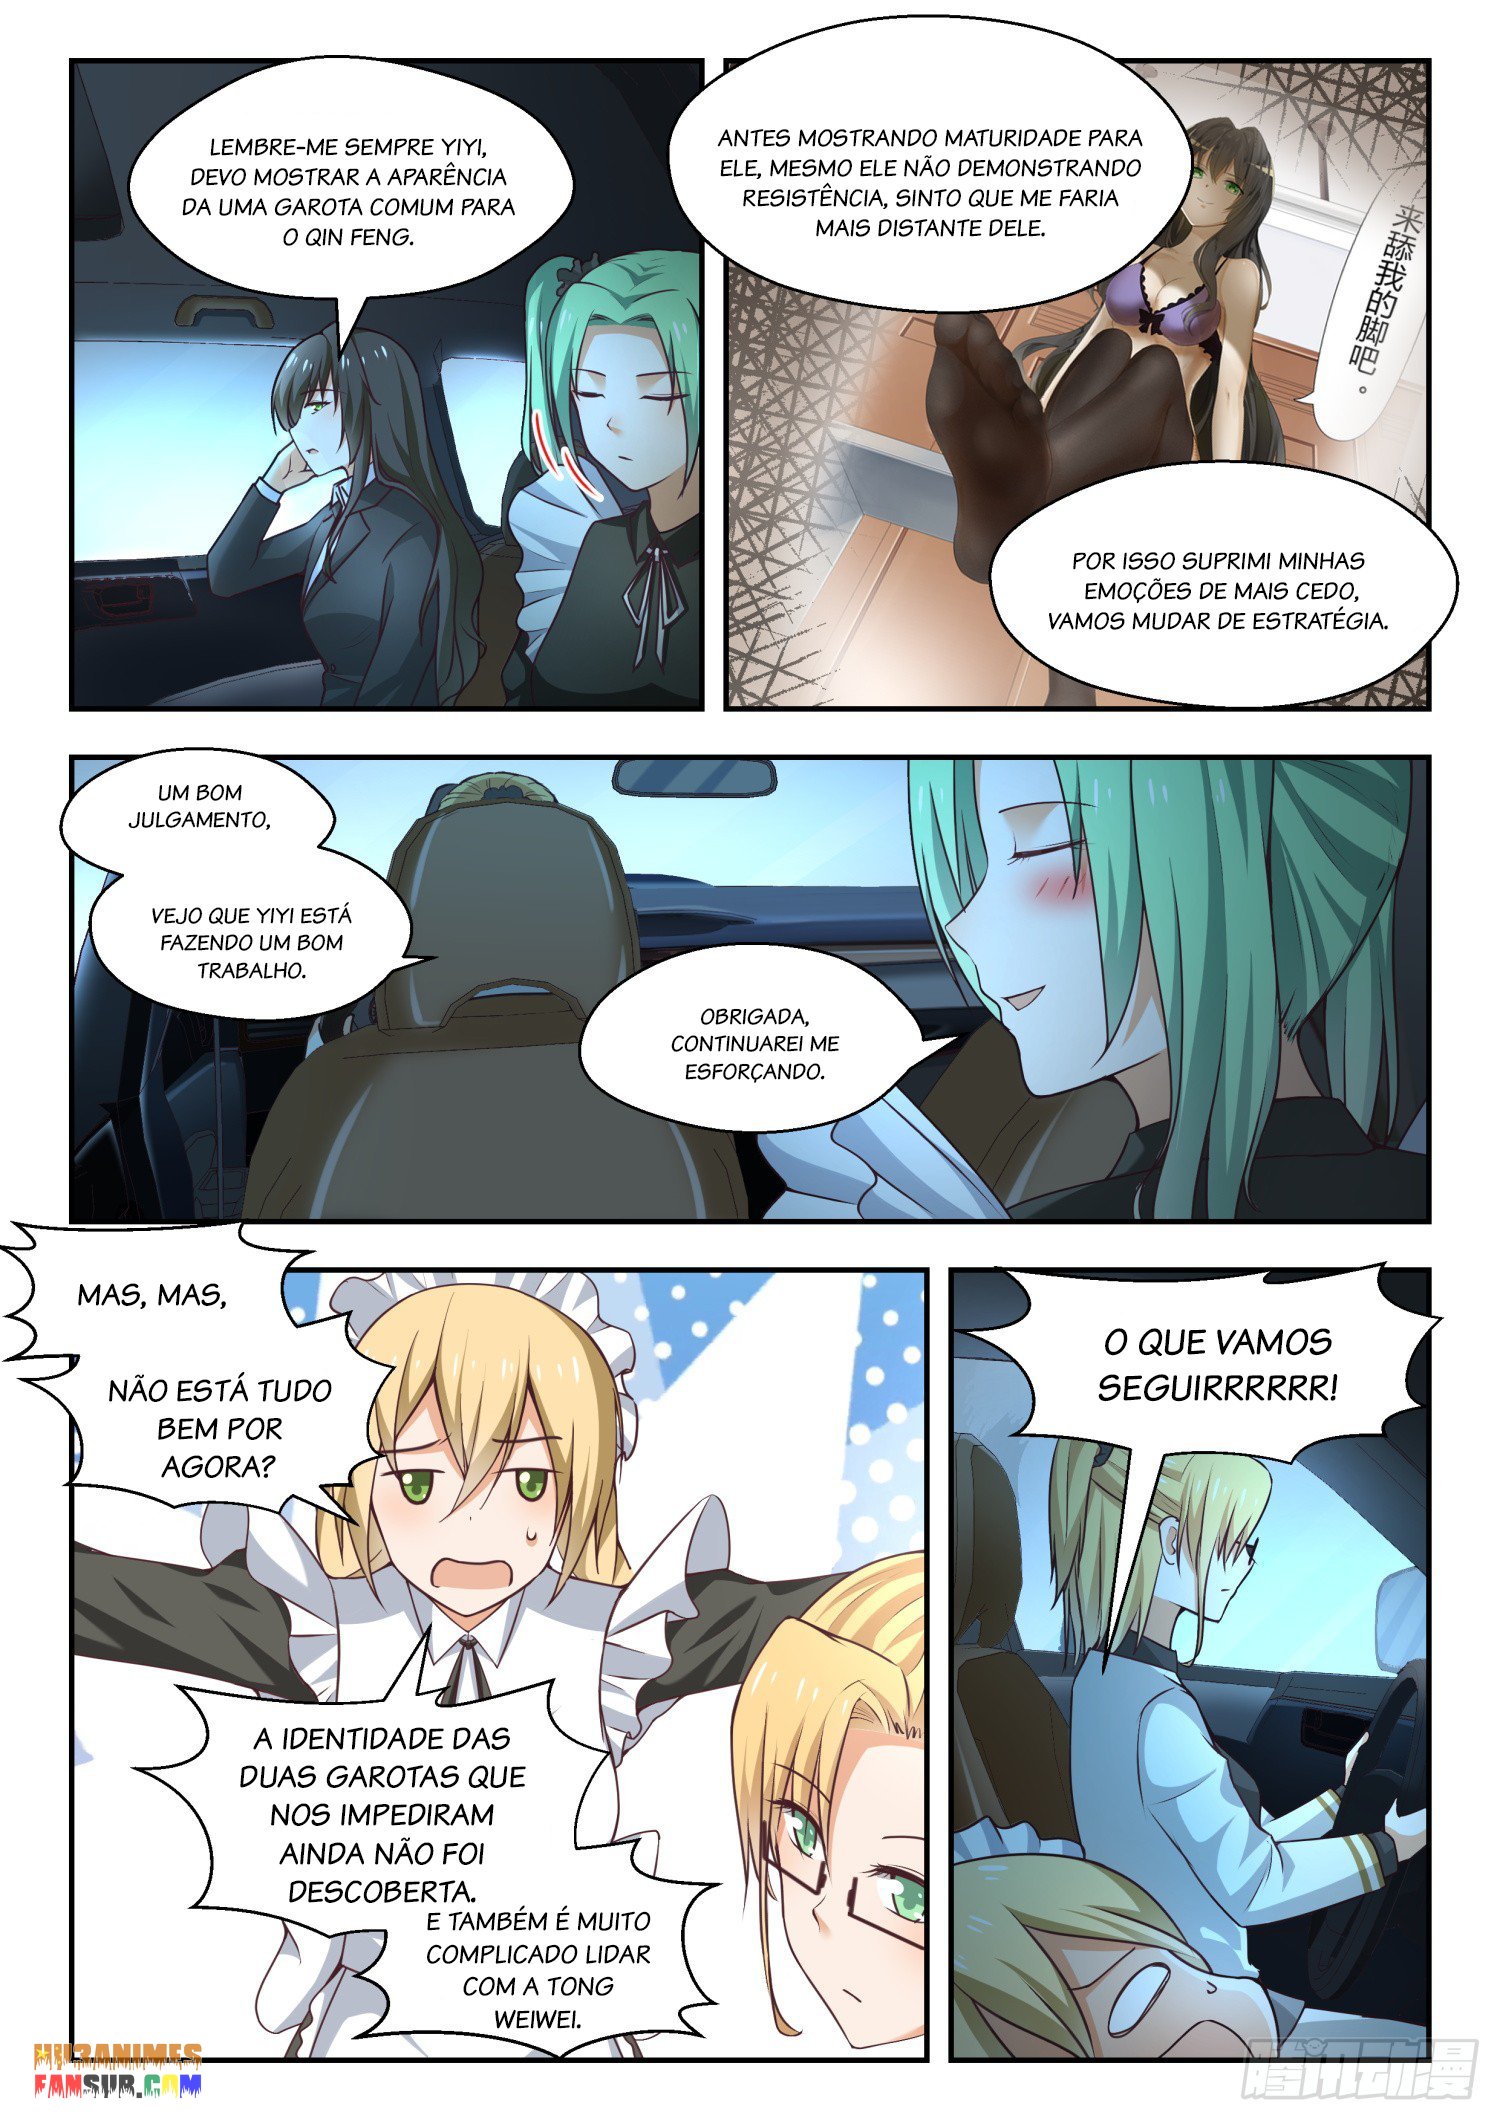 LEMBRE-ME SEMPRE YIYI,
DEVO MOSTRAR A APARÊNCIA
DA UMA GAROTA COMUM PARA
O QIN FENG.
ANTES MOSTRANDO MATURIDADE PARA
ELE, MESMO ELE NÃO DEMONSTRANDO
RESISTÊNCIA, SINTO QUE ME FARIA
MAIS DISTANTE DELE.
来舔我的脚吧。
POR ISSO SUPRIMI MINHAS
EMOÇÕES DE MAIS CEDO,
VAMOS MUDAR DE ESTRATÉGIA.
UM BOM
JULGAMENTO,
VEJO QUE YIYI ESTÁ
FAZENDO UM BOM
TRABALHO.
OBRIGADA,
CONTINUAREI ME
ESFORÇANDO.
MAS, MAS,
NÃO ESTÁ TUDO
BEM POR
AGORA?
A IDENTIDADE DAS
DUAS GAROTAS QUE
NOS IMPEDIRAM
AINDA NÃO FOI
DESCOBERTA.
E TAMBÉM É MUITO
COMPLICADO LIDAR
COM A TONG
WEIWEI.
O QUE VAMOS
SEGUIRRRRRR!
FANSUB.COM
腾讯动漫